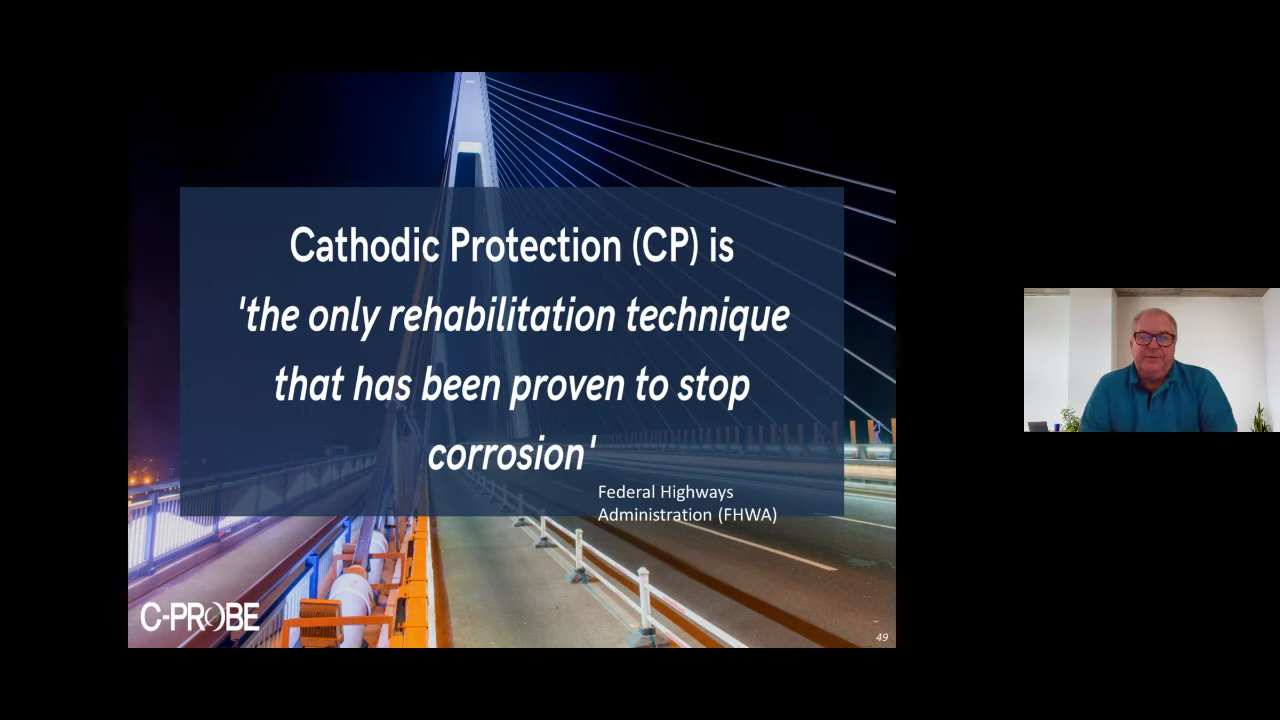 Cathodic Protection (CP) is
'the only rehabilitation technique
that has been proven to stop
corrosion'
Federal Highways
Administration (FHWA)
C-PROBE
49